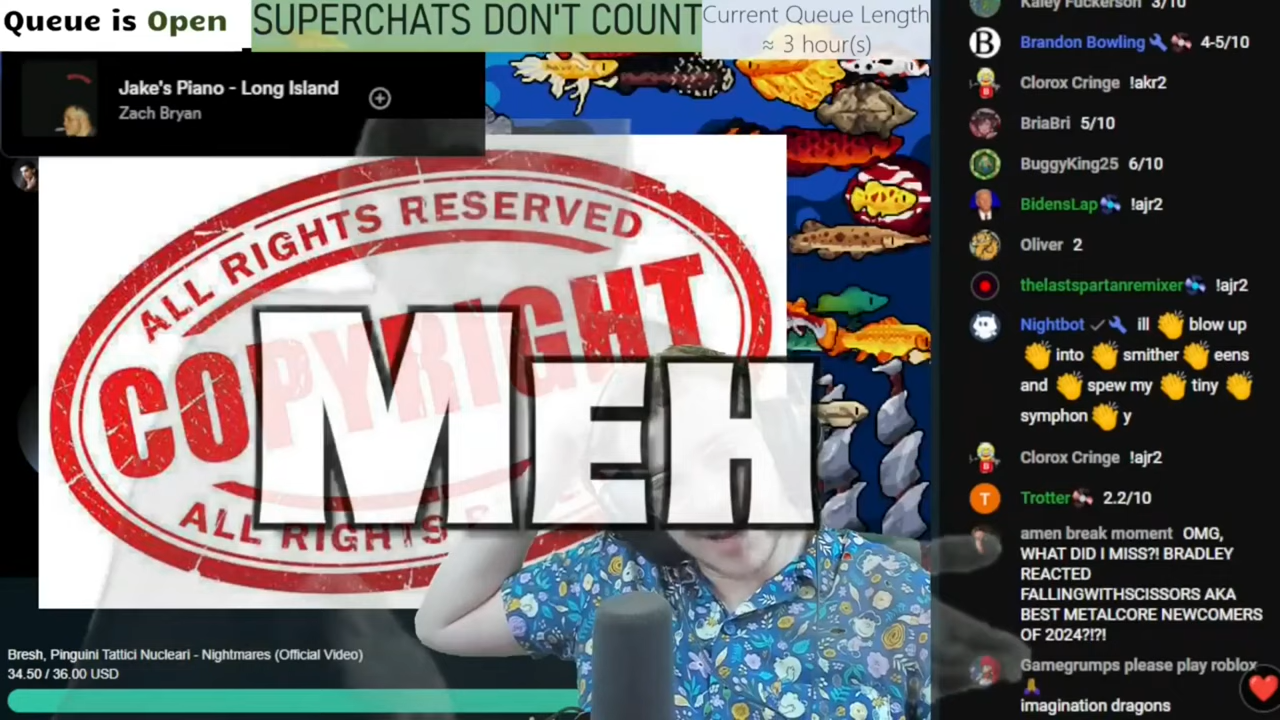 Queue is Open
SUPERCHATS DON'T COUNT
Current Queue Length
≈ 3 hour(s)
Jake's Piano - Long Island
Zach Bryan
ALL RIGHTS RESERVED
COPYRIGHT
ALL RIGHTS
MEH
Bresh, Pinguini Tattici Nucleari - Nightmares (Official Video)
34.50 / 36.00 USD
Kaley Fuckerson 3/10
B
Brandon Bowling 4-5/10
Clorox Cringe !akr2
BriaBri 5/10
BuggyKing25 6/10
BidensLap !ajr2
Oliver 2
thelastspartanremixer !ajr2
Nightbot ill 👏 blow up
👏 into 👏 smither 👏 eens
and 👏 spew my 👏 tiny 👏
symphon 👏 y
Clorox Cringe !ajr2
T
Trotter 2.2/10
amen break moment OMG,
WHAT DID I MISS?! BRADLEY
REACTED
FALLINGWITHSCISSORS AKA
BEST METALCORE NEWCOMERS
OF 2024?!?!
Gamegrumps please play roblox
🙏
imagination dragons